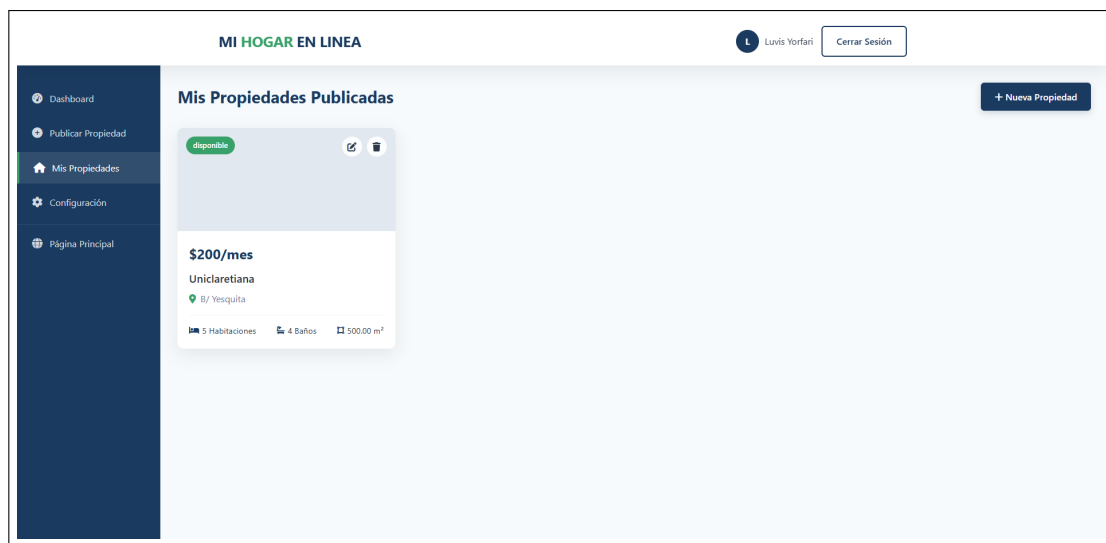 MI HOGAR EN LINEA
L Luvis Yorfari Cerrar Sesión
Dashboard
Publicar Propiedad
Mis Propiedades
Configuración
Página Principal
Mis Propiedades Publicadas
+ Nueva Propiedad
disponible
$200/mes
Uniclaretiana
B/ Yesquita
5 Habitaciones 4 Baños 500.00 m²